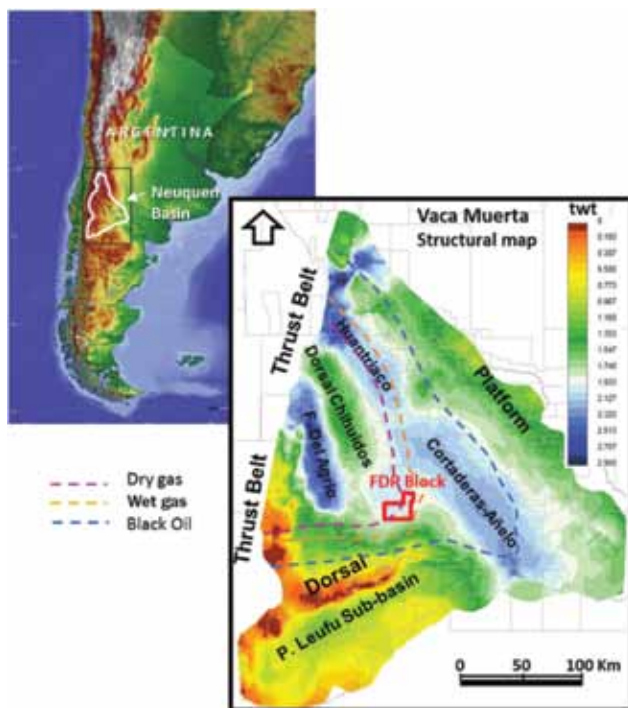 ARGENTINA
Neuquen
Basin
Vaca Muerta
Structural map
twt
Thrust Belt
Huantraico
Dorsal Chihuidos
F. Del Agrio
Platform
Cortaderas-Añelo
FDP Block
Thrust Belt
Dorsal
P. Leufu Sub-basin
Dry gas
Wet gas
Black Oil
0 50 100 Km